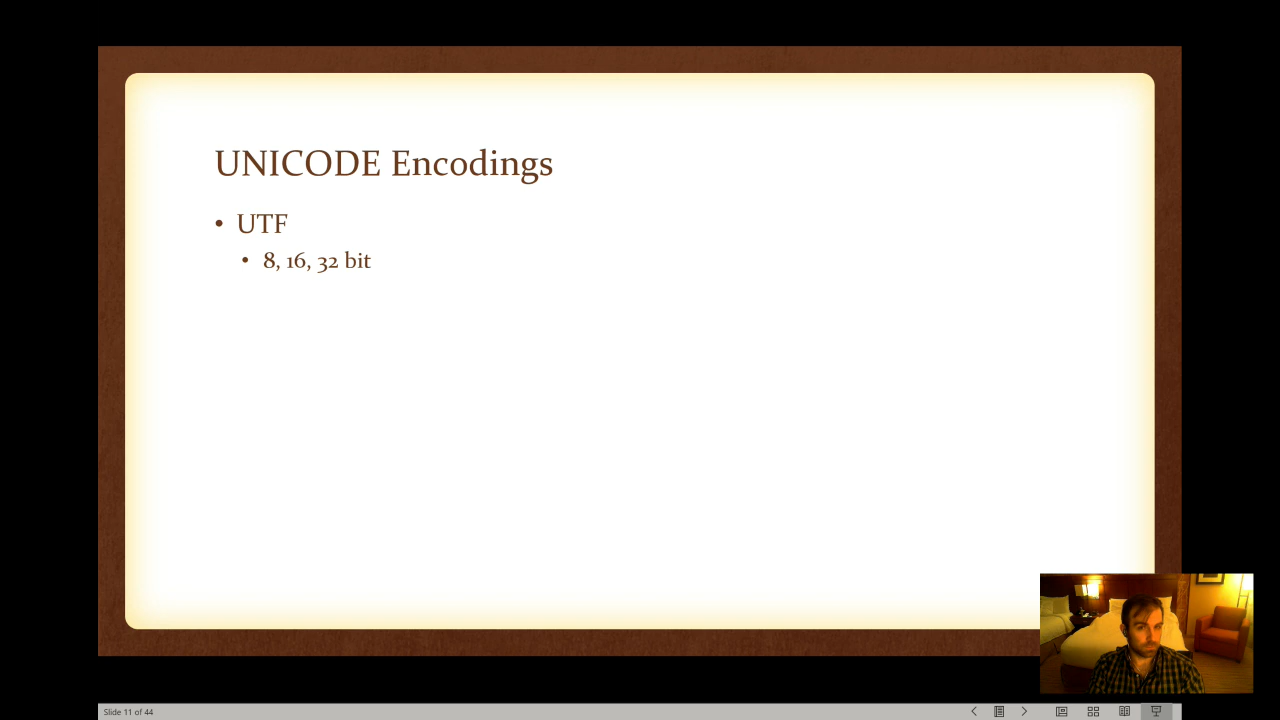 UNICODE Encodings
• UTF
• 8, 16, 32 bit
Slide 11 of 44